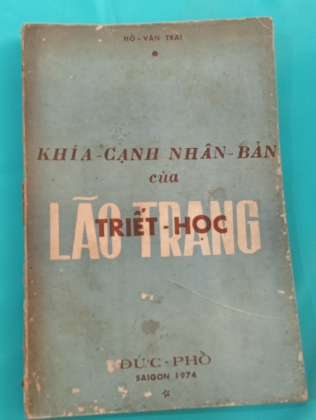 HỒ - VĂN TRAI
KHÍA-CẠNH NHÂN-BẢN
của
TRIẾT-HỌC
LÃO TRANG
ĐỨC-PHỔ
SAIGON 1974